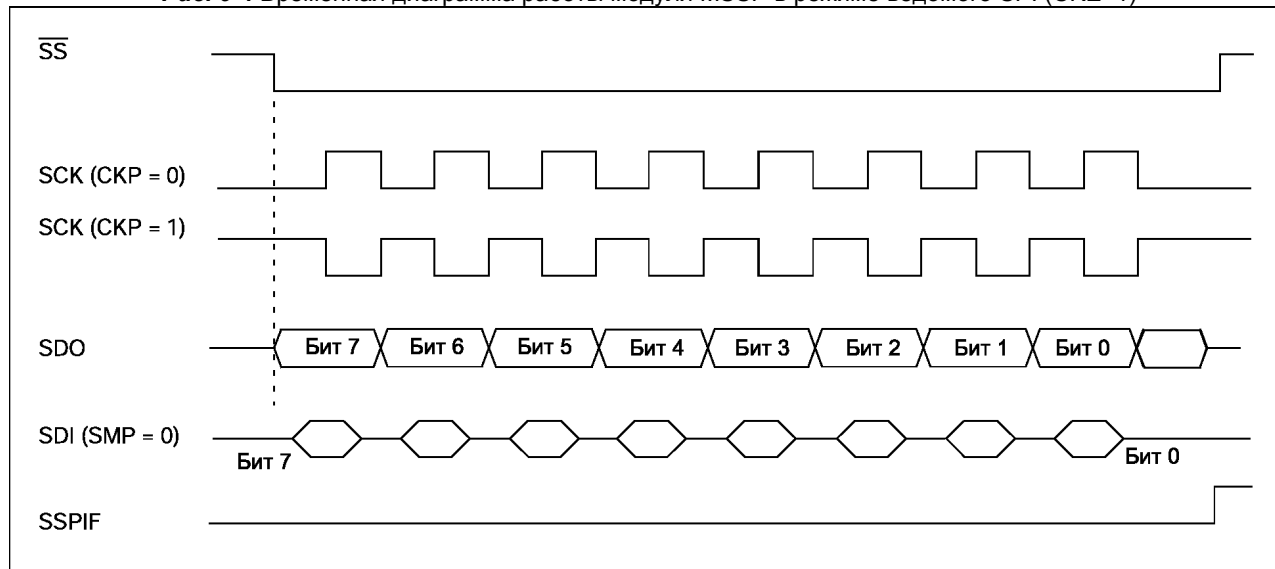 SS
SCK (CKP = 0)
SCK (CKP = 1)
SDO Бит 7 Бит 6 Бит 5 Бит 4 Бит 3 Бит 2 Бит 1 Бит 0
SDI (SMP = 0)
Бит 7 Бит 0
SSPIF